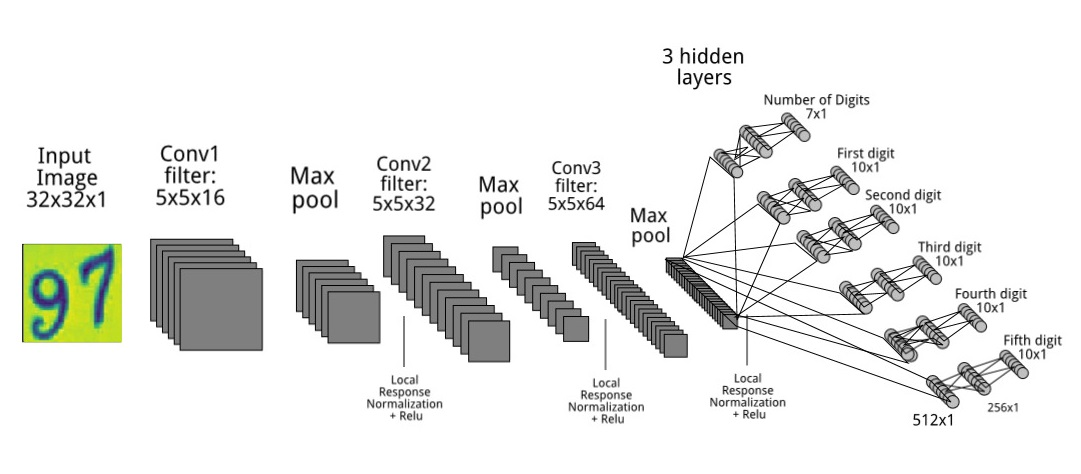 3 hidden
layers
Number of Digits
7x1
Input
Image
32x32x1
97
Conv1
filter:
5x5x16
Max
pool
Conv2
filter:
5x5x32
Max
pool
Conv3
filter:
5x5x64
Max
pool
First digit
10x1
Second digit
10x1
Third digit
10x1
Fourth digit
10x1
Fifth digit
10x1
Local
Response
Normalization
+ Relu
Local
Response
Normalization
+ Relu
Local
Response
Normalization
+ Relu
512x1
256x1